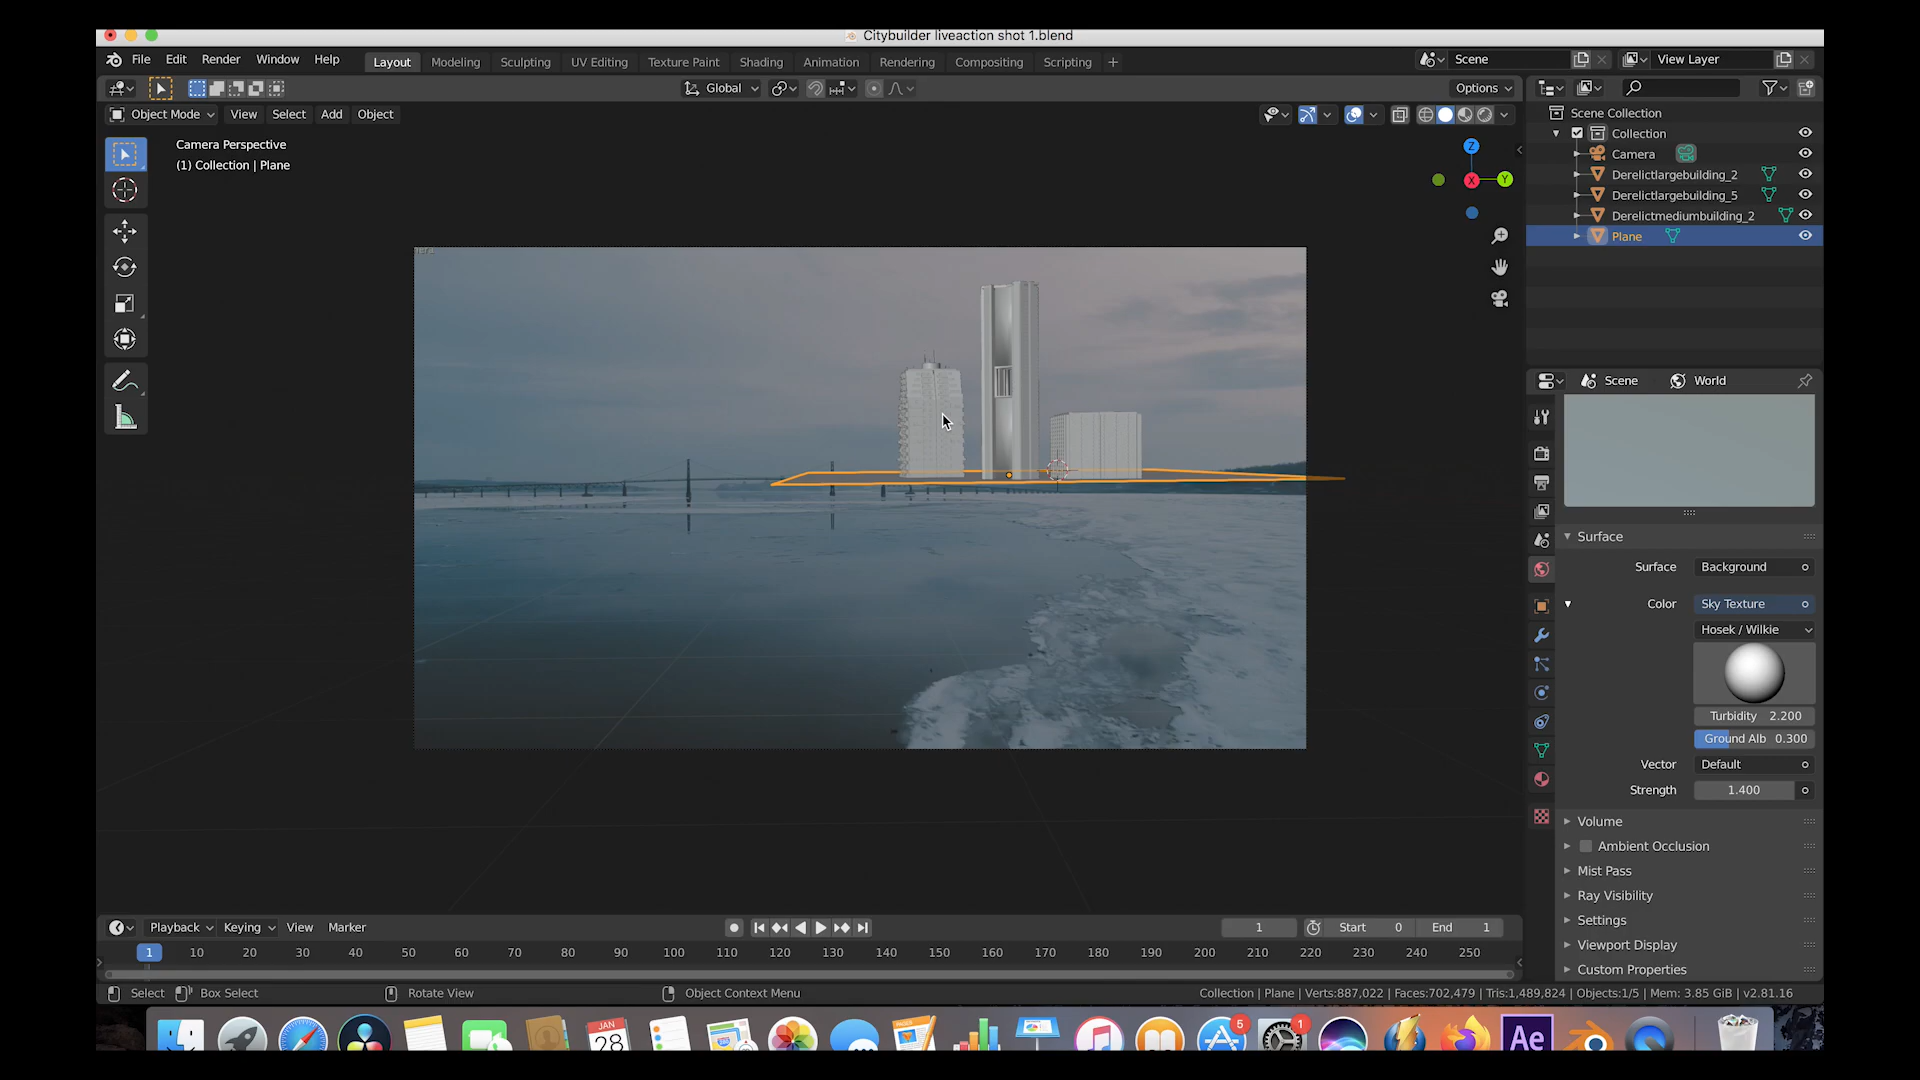 Citybuilder liveaction shot 1.blend
File Edit Render Window Help Layout Modeling Sculpting UV Editing Texture Paint Shading Animation Rendering Compositing Scripting + Scene View Layer
Global Options
Object Mode View Select Add Object
Camera Perspective
(1) Collection | Plane
Z
X
Y
Scene Collection
Collection
Camera
Derelictlargebuilding_2
Derelictlargebuilding_5
Derelictmediumbuilding_2
Plane
Scene World
Surface
Surface Background
Color Sky Texture
Hosek / Wilkie
Turbidity 2.200
Ground Alb 0.300
Vector Default
Strength 1.400
Volume
Ambient Occlusion
Mist Pass
Ray Visibility
Settings
Viewport Display
Custom Properties
Playback Keying View Marker 1 Start 0 End 1
1 10 20 30 40 50 60 70 80 90 100 110 120 130 140 150 160 170 180 190 200 210 220 230 240 250
Select Box Select Rotate View Object Context Menu Collection | Plane | Verts:887,022 | Faces:702,479 | Tris:1,489,824 | Objects:1/5 | Mem: 3.85 GiB | v2.81.16
JAN
28
5
1
Ae